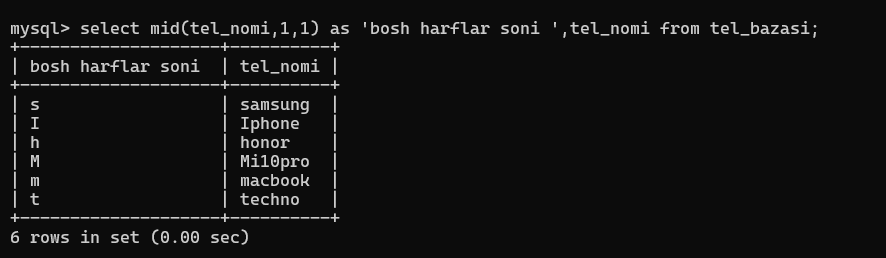 mysql> select mid(tel_nomi,1,1) as 'bosh harflar soni ',tel_nomi from tel_bazasi;
+--------------------+----------+
| bosh harflar soni  | tel_nomi |
+--------------------+----------+
| s                  | samsung  |
| I                  | Iphone   |
| h                  | honor    |
| M                  | Mi10pro  |
| m                  | macbook  |
| t                  | techno   |
+--------------------+----------+
6 rows in set (0.00 sec)